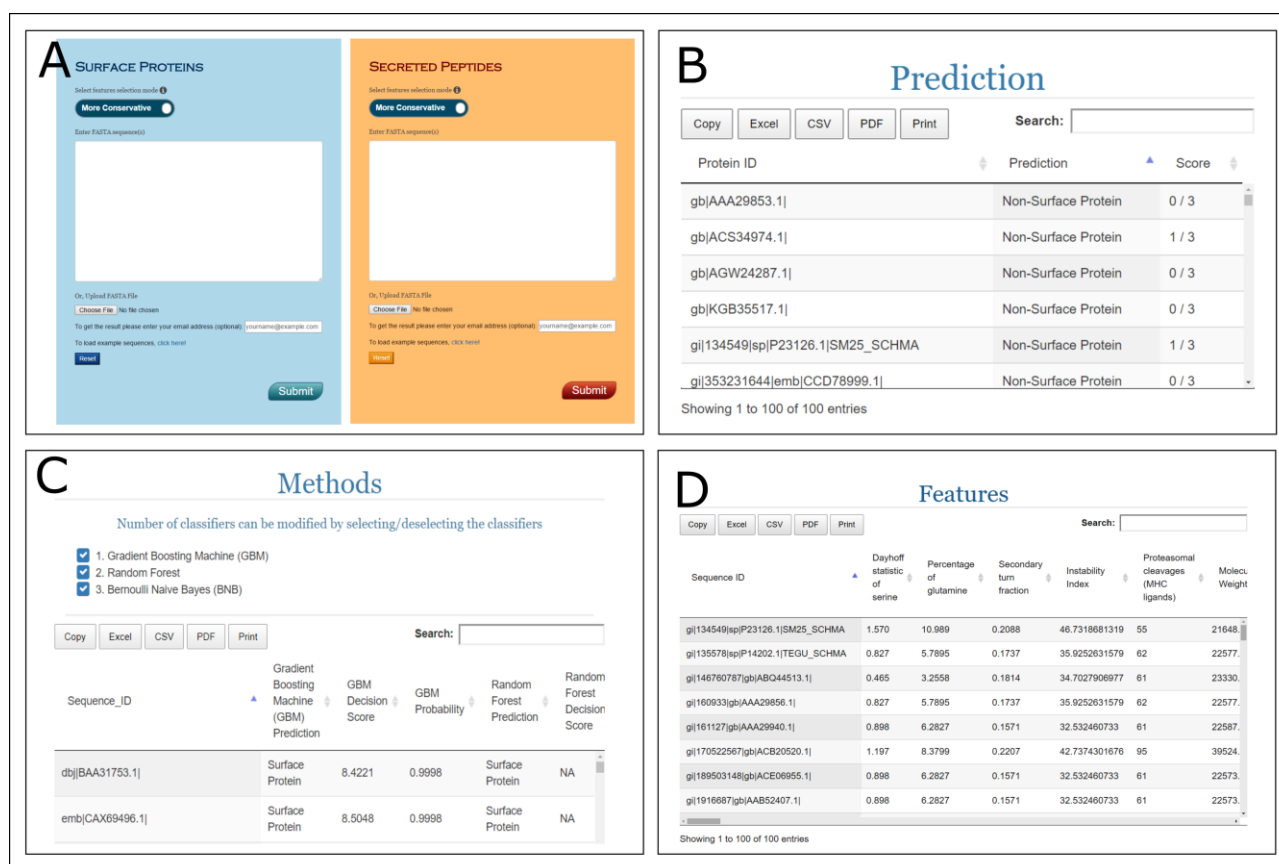 A
SURFACE PROTEINS
Select features selection mode
More Conservative
Enter FASTA sequence(s)
Or, Upload FASTA File
Choose File No file chosen
To get the result please enter your email address (optional): yourname@example.com
To load example sequences, click here!
Reset
Submit
SECRETED PEPTIDES
Select features selection mode
More Conservative
Enter FASTA sequence(s)
Or, Upload FASTA File
Choose File No file chosen
To get the result please enter your email address (optional): yourname@example.com
To load example sequences, click here!
Reset
Submit
B
Prediction
Copy Excel CSV PDF Print Search:
Protein ID Prediction Score
gb|AAA29853.1| Non-Surface Protein 0 / 3
gb|ACS34974.1| Non-Surface Protein 1 / 3
gb|AGW24287.1| Non-Surface Protein 0 / 3
gb|KGB35517.1| Non-Surface Protein 0 / 3
gi|134549|sp|P23126.1|SM25_SCHMA Non-Surface Protein 1 / 3
gi|353231644|emb|CCD78999.1| Non-Surface Protein 0 / 3
Showing 1 to 100 of 100 entries
C
Methods
Number of classifiers can be modified by selecting/deselecting the classifiers
1. Gradient Boosting Machine (GBM)
2. Random Forest
3. Bernoulli Naive Bayes (BNB)
Copy Excel CSV PDF Print Search:
Sequence_ID
Gradient
Boosting
Machine
(GBM)
Prediction
GBM
Decision
Score
GBM
Probability
Random
Forest
Prediction
Random
Forest
Decision
Score
dbj|BAA31753.1| Surface Protein 8.4221 0.9998 Surface Protein NA
emb|CAX69496.1| Surface Protein 8.5048 0.9998 Surface Protein NA
D
Features
Copy Excel CSV PDF Print Search:
Sequence ID
Dayhoff
statistic
of
serine
Percentage
of
glutamine
Secondary
turn
fraction
Instability
Index
Proteasomal
cleavages
(MHC
ligands)
Molecu
Weight
gi|134549|sp|P23126.1|SM25_SCHMA 1.570 10.989 0.2088 46.7318681319 55 21648.
gi|135578|sp|P14202.1|TEGU_SCHMA 0.827 5.7895 0.1737 35.9252631579 62 22577.
gi|146760787|gb|ABQ44513.1| 0.465 3.2558 0.1814 34.7027906977 63 23330.
gi|160933|gb|AAA29856.1| 0.827 5.7895 0.1737 35.9252631579 62 22577.
gi|161127|gb|AAA29940.1| 0.898 6.2827 0.1571 32.532460733 61 22587.
gi|170522567|gb|ACB20520.1| 1.197 8.3799 0.2207 42.7374301676 95 39524.
gi|189503148|gb|ACE06955.1| 0.898 6.2827 0.1571 32.532460733 61 22573.
gi|1916687|gb|AAB52407.1| 0.898 6.2827 0.1571 32.532460733 61 22573.
Showing 1 to 100 of 100 entries